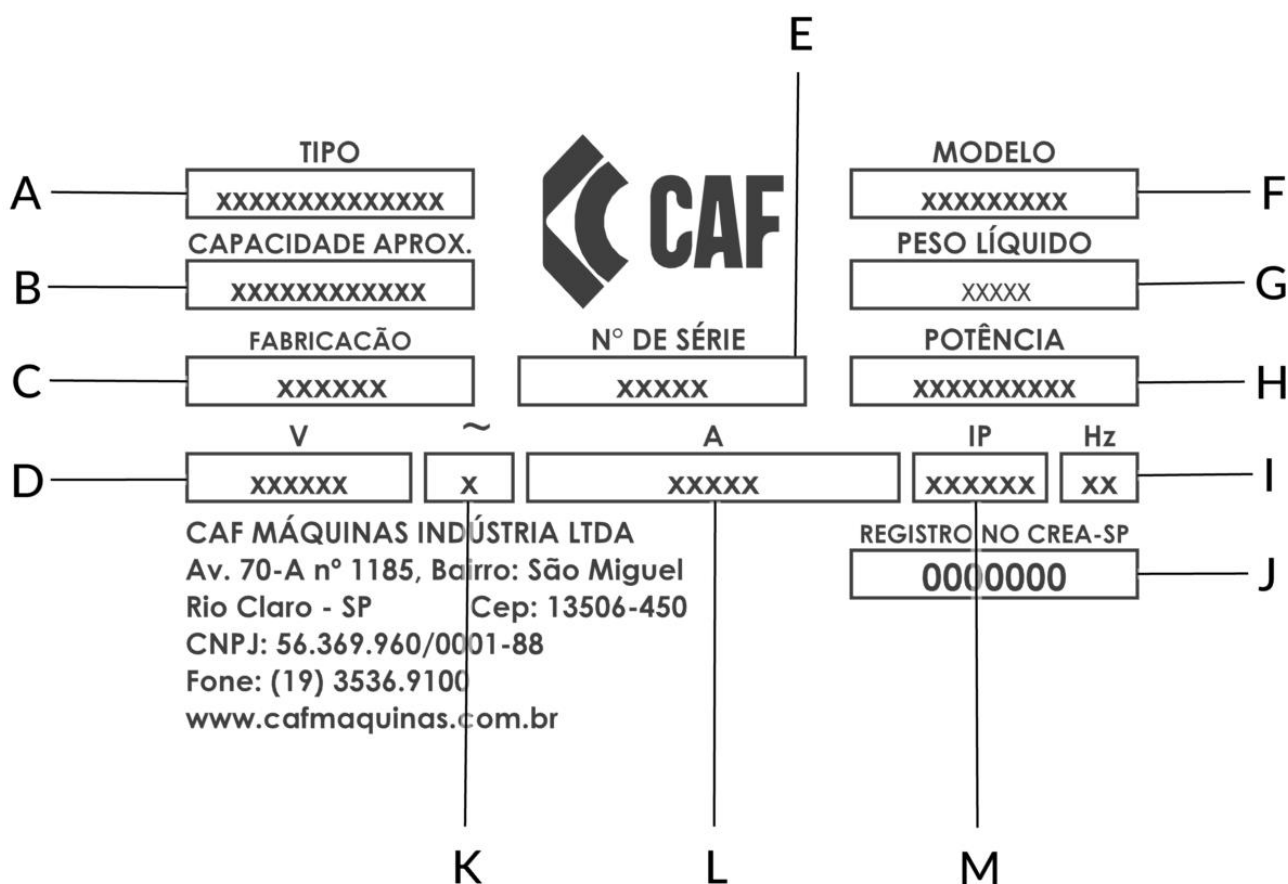 E
TIPO
CAF
MODELO
A
xxxxxxxxxxxxxx
xxxxxxxxx
F
CAPACIDADE APROX.
PESO LÍQUIDO
B
xxxxxxxxxxxx
xxxxx
G
FABRICACÃO
N° DE SÉRIE
POTÊNCIA
C
xxxxxx
xxxxx
xxxxxxxxxx
H
V
~
A
IP
Hz
D
xxxxxx
x
xxxxx
xxxxxx
xx
I
CAF MÁQUINAS INDÚSTRIA LTDA
REGISTRO NO CREA-SP
Av. 70-A nº 1185, Bairro: São Miguel
0000000
J
Rio Claro - SP Cep: 13506-450
CNPJ: 56.369.960/0001-88
Fone: (19) 3536.9100
www.cafmaquinas.com.br
K
L
M